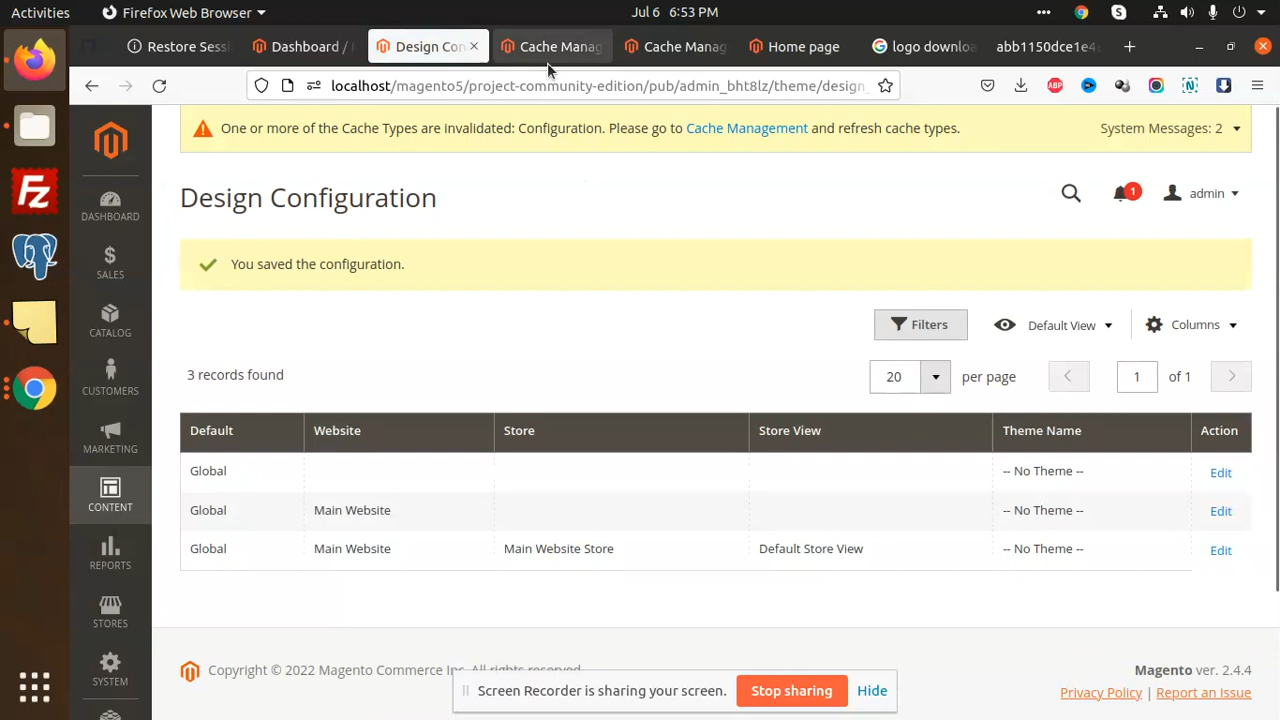 Activities Firefox Web Browser Jul 6 6:53 PM
Restore Sess Dashboard / Design Con Cache Manag Cache Manag Home page logo downloa abb1150dce1e4
localhost/magento5/project-community-edition/pub/admin_bht8lz/theme/design_
ABP
One or more of the Cache Types are invalidated: Configuration. Please go to Cache Management and refresh cache types. System Messages: 2
Design Configuration
1 admin
You saved the configuration.
Filters Default View Columns
3 records found 20 per page 1 of 1
Default Website Store Store View Theme Name Action
Global -- No Theme -- Edit
Global Main Website -- No Theme -- Edit
Global Main Website Main Website Store Default Store View -- No Theme -- Edit
DASHBOARD
SALES
CATALOG
CUSTOMERS
MARKETING
CONTENT
REPORTS
STORES
SYSTEM
Copyright © 2022 Magento Commerce Inc. All rights reserved.
Magento ver. 2.4.4
Privacy Policy | Report an Issue
Screen Recorder is sharing your screen. Stop sharing Hide